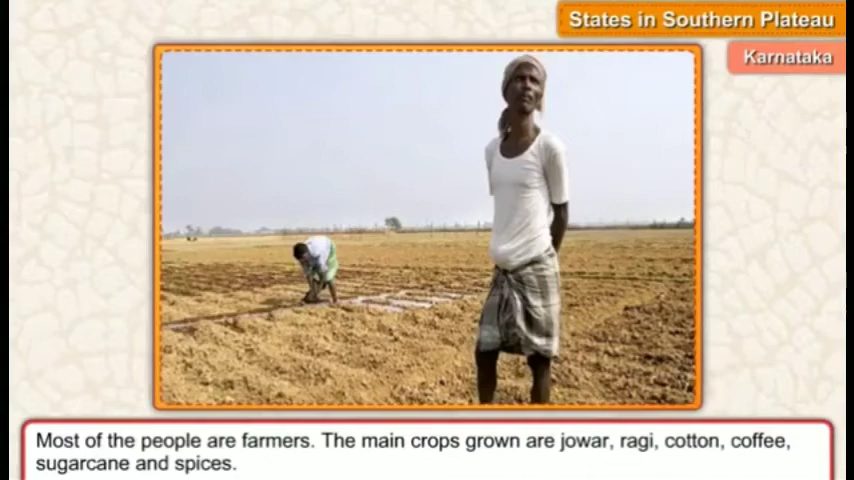 States in Southern Plateau
Karnataka
Most of the people are farmers. The main crops grown are jowar, ragi, cotton, coffee,
sugarcane and spices.